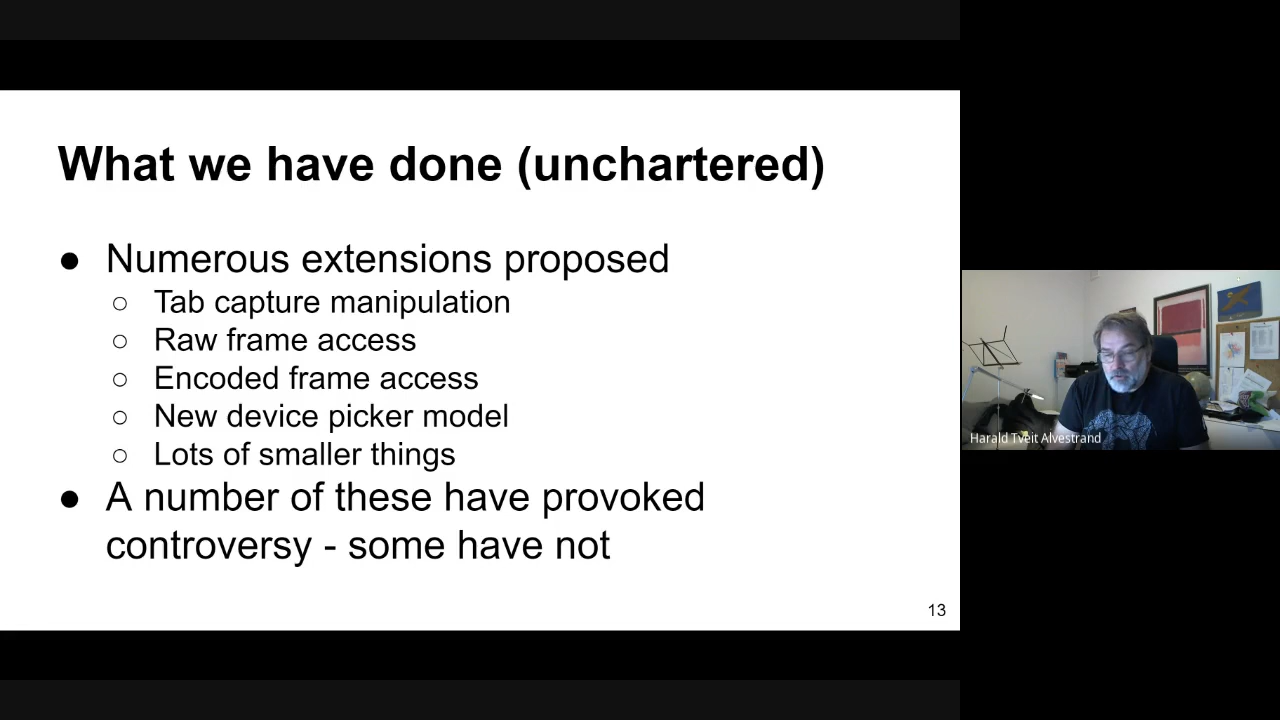 What we have done (unchartered)
● Numerous extensions proposed
○ Tab capture manipulation
○ Raw frame access
○ Encoded frame access
○ New device picker model
○ Lots of smaller things
● A number of these have provoked
controversy - some have not
13
Harald Tveit Alvestrand